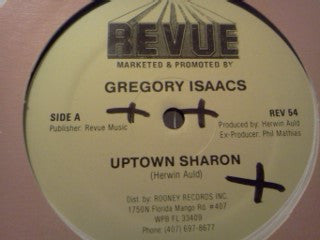 REVUE
MARKETED & PROMOTED BY
GREGORY ISAACS
SIDE A
Publisher: Revue Music
REV 54
Produced by: Herwin Auld
Ex-Producer: Phil Mathias
UPTOWN SHARON
(Herwin Auld)
Dist. by: ROONEY RECORDS INC.
1750N Florida Mango Rd. #407
WPB FL 33409
Phone (407) 697-8677